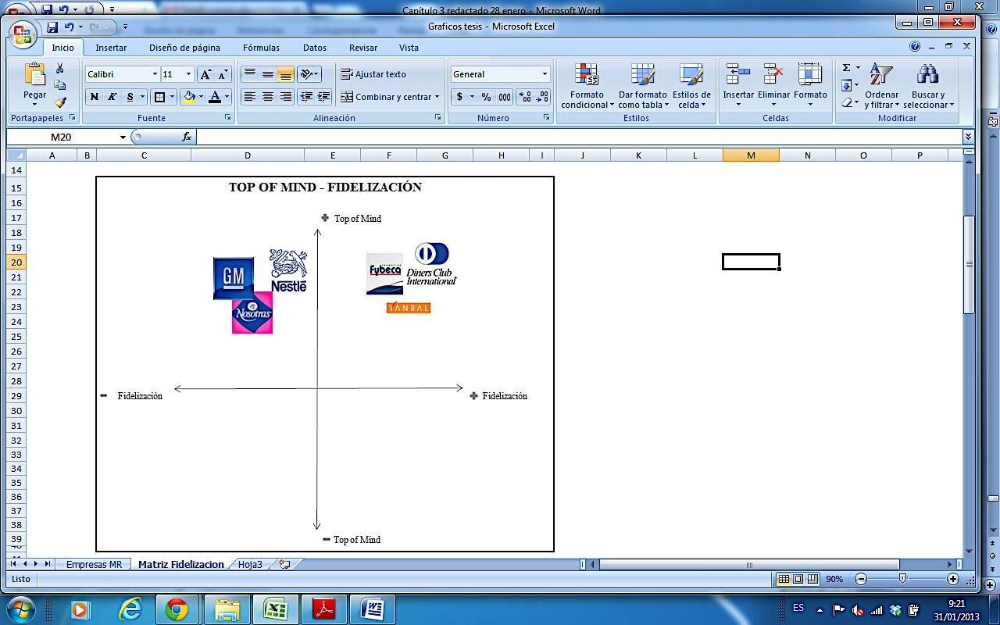 Capítulo 3 redactado 28 enero - Microsoft Word
Graficos tesis - Microsoft Excel
Inicio Insertar Diseño de página Fórmulas Datos Revisar Vista
Pegar
Portapapeles
Calibri 11
N K S
Fuente
Ajustar texto
Combinar y centrar
Alineación
General
$ % 000
Número
Formato condicional
Dar formato como tabla
Estilos de celda
Estilos
Insertar Eliminar Formato
Celdas
Σ
Ordenar y filtrar
Buscar y seleccionar
Modificar
M20 fx
A B C D E F G H I J K L M N O P
14
15
16
17
18
19
20
21
22
23
24
25
26
27
28
29
30
31
32
33
34
35
36
37
38
39
TOP OF MIND - FIDELIZACIÓN
+ Top of Mind
GM
Nestlé
Nosotras
Fybeca
Diners Club International
YANBAL
- Fidelización
+ Fidelización
- Top of Mind
Empresas MR Matriz Fidelizacion Hoja3
Listo 90%
ES 9:21
31/01/2013